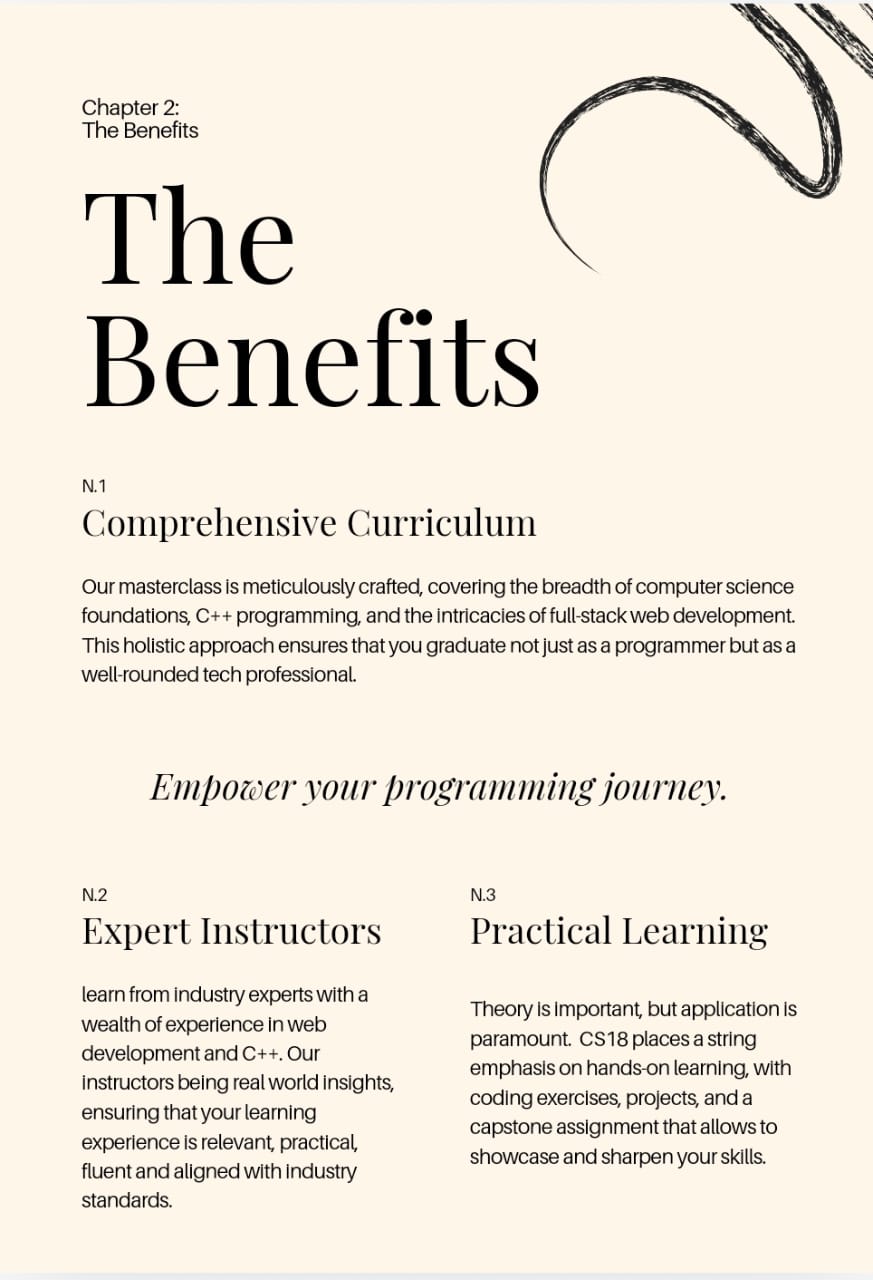 Chapter 2:
The Benefits
The
Benefits
N.1
Comprehensive Curriculum
Our masterclass is meticulously crafted, covering the breadth of computer science
foundations, C++ programming, and the intricacies of full-stack web development.
This holistic approach ensures that you graduate not just as a programmer but as a
well-rounded tech professional.
Empower your programming journey.
N.2
Expert Instructors
learn from industry experts with a
wealth of experience in web
development and C++. Our
instructors being real world insights,
ensuring that your learning
experience is relevant, practical,
fluent and aligned with industry
standards.
N.3
Practical Learning
Theory is important, but application is
paramount.  CS18 places a string
emphasis on hands-on learning, with
coding exercises, projects, and a
capstone assignment that allows to
showcase and sharpen your skills.